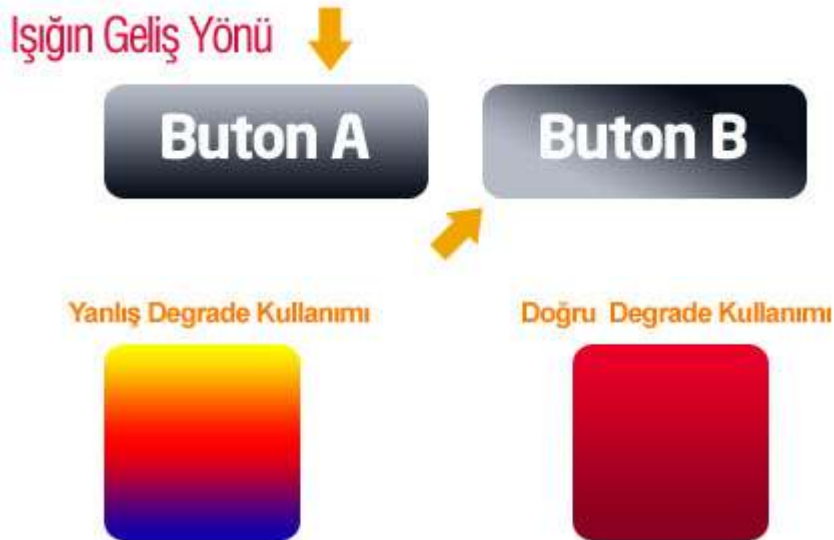 Işığın Geliş Yönü
Buton A
Buton B
Yanlış Degrade Kullanımı
Doğru Degrade Kullanımı